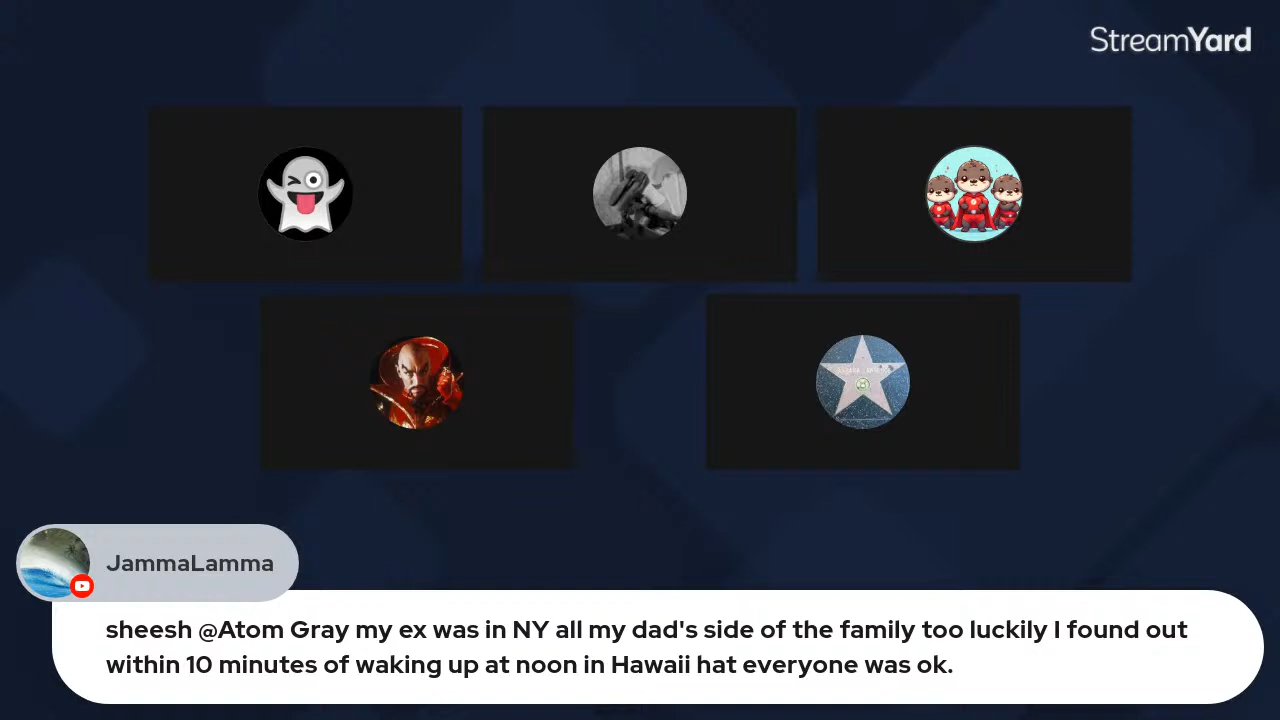 StreamYard
JammaLamma
sheesh @Atom Gray my ex was in NY all my dad's side of the family too luckily I found out
within 10 minutes of waking up at noon in Hawaii hat everyone was ok.